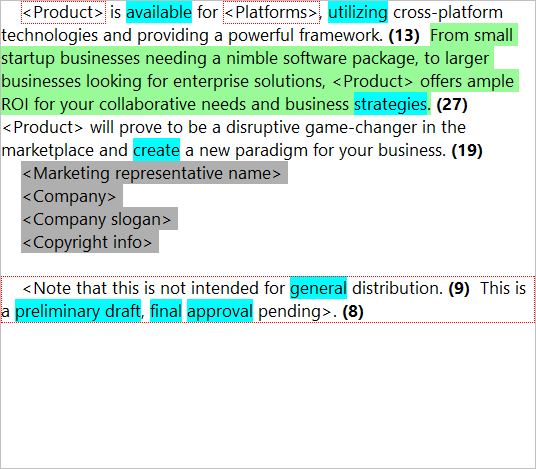 <Product> is available for <Platforms>, utilizing cross-platform
technologies and providing a powerful framework. (13) From small
startup businesses needing a nimble software package, to larger
businesses looking for enterprise solutions, <Product> offers ample
ROI for your collaborative needs and business strategies. (27)
<Product> will prove to be a disruptive game-changer in the
marketplace and create a new paradigm for your business. (19)
<Marketing representative name>
<Company>
<Company slogan>
<Copyright info>
<Note that this is not intended for general distribution. (9) This is
a preliminary draft, final approval pending>. (8)